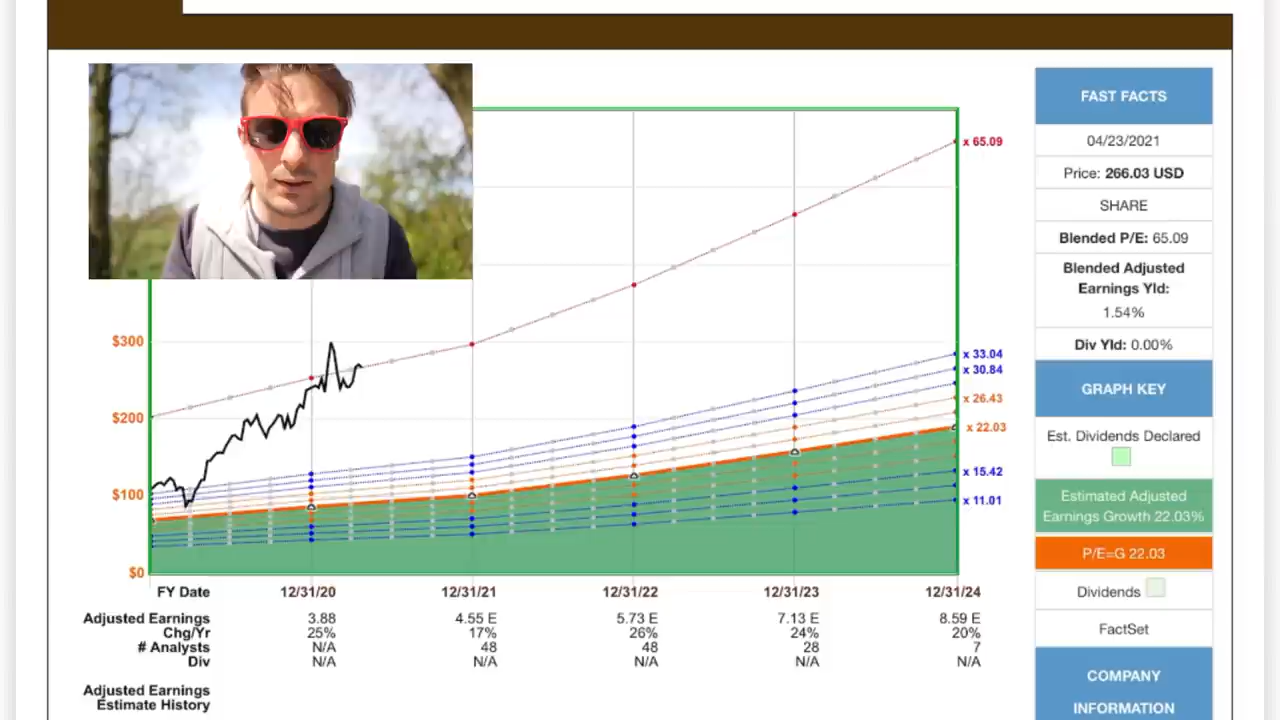 FAST FACTS
04/23/2021
Price: 266.03 USD
SHARE
Blended P/E: 65.09
Blended Adjusted
Earnings Yld:
1.54%
Div Yld: 0.00%
GRAPH KEY
Est. Dividends Declared
Estimated Adjusted
Earnings Growth 22.03%
P/E=G 22.03
Dividends
FactSet
COMPANY
INFORMATION
x 65.09
x 33.04
x 30.84
x 26.43
x 22.03
x 15.42
x 11.01
$300
$200
$100
$0
FY Date 12/31/20 12/31/21 12/31/22 12/31/23 12/31/24
Adjusted Earnings 3.88 4.55 E 5.73 E 7.13 E 8.59 E
Chg/Yr 25% 17% 26% 24% 20%
# Analysts N/A 48 48 28 7
Div N/A N/A N/A N/A N/A
Adjusted Earnings
Estimate History